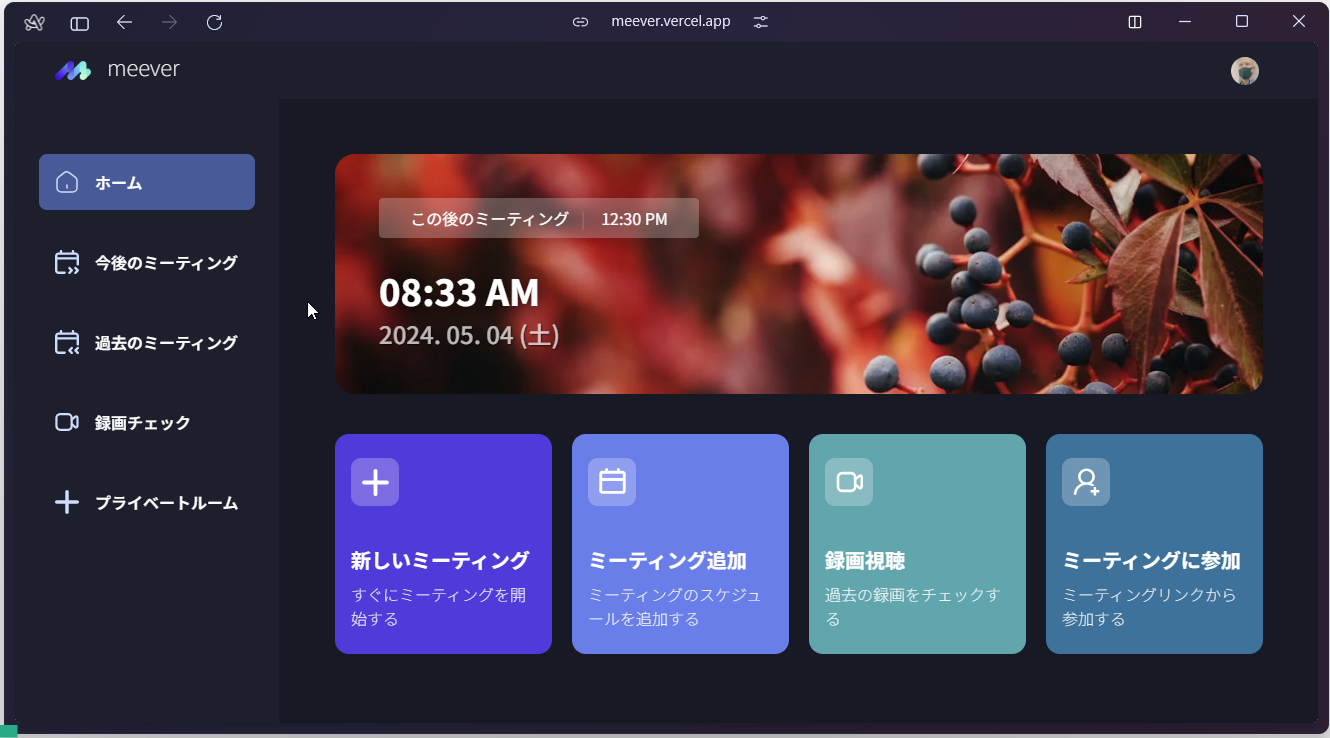 meever.vercel.app
meever
ホーム
今後のミーティング
過去のミーティング
録画チェック
プライベートルーム
この後のミーティング | 12:30 PM
08:33 AM
2024. 05. 04 (土)
新しいミーティング
すぐにミーティングを開
始する
ミーティング追加
ミーティングのスケジュ
ールを追加する
録画視聴
過去の録画をチェックす
る
ミーティングに参加
ミーティングリンクから
参加する